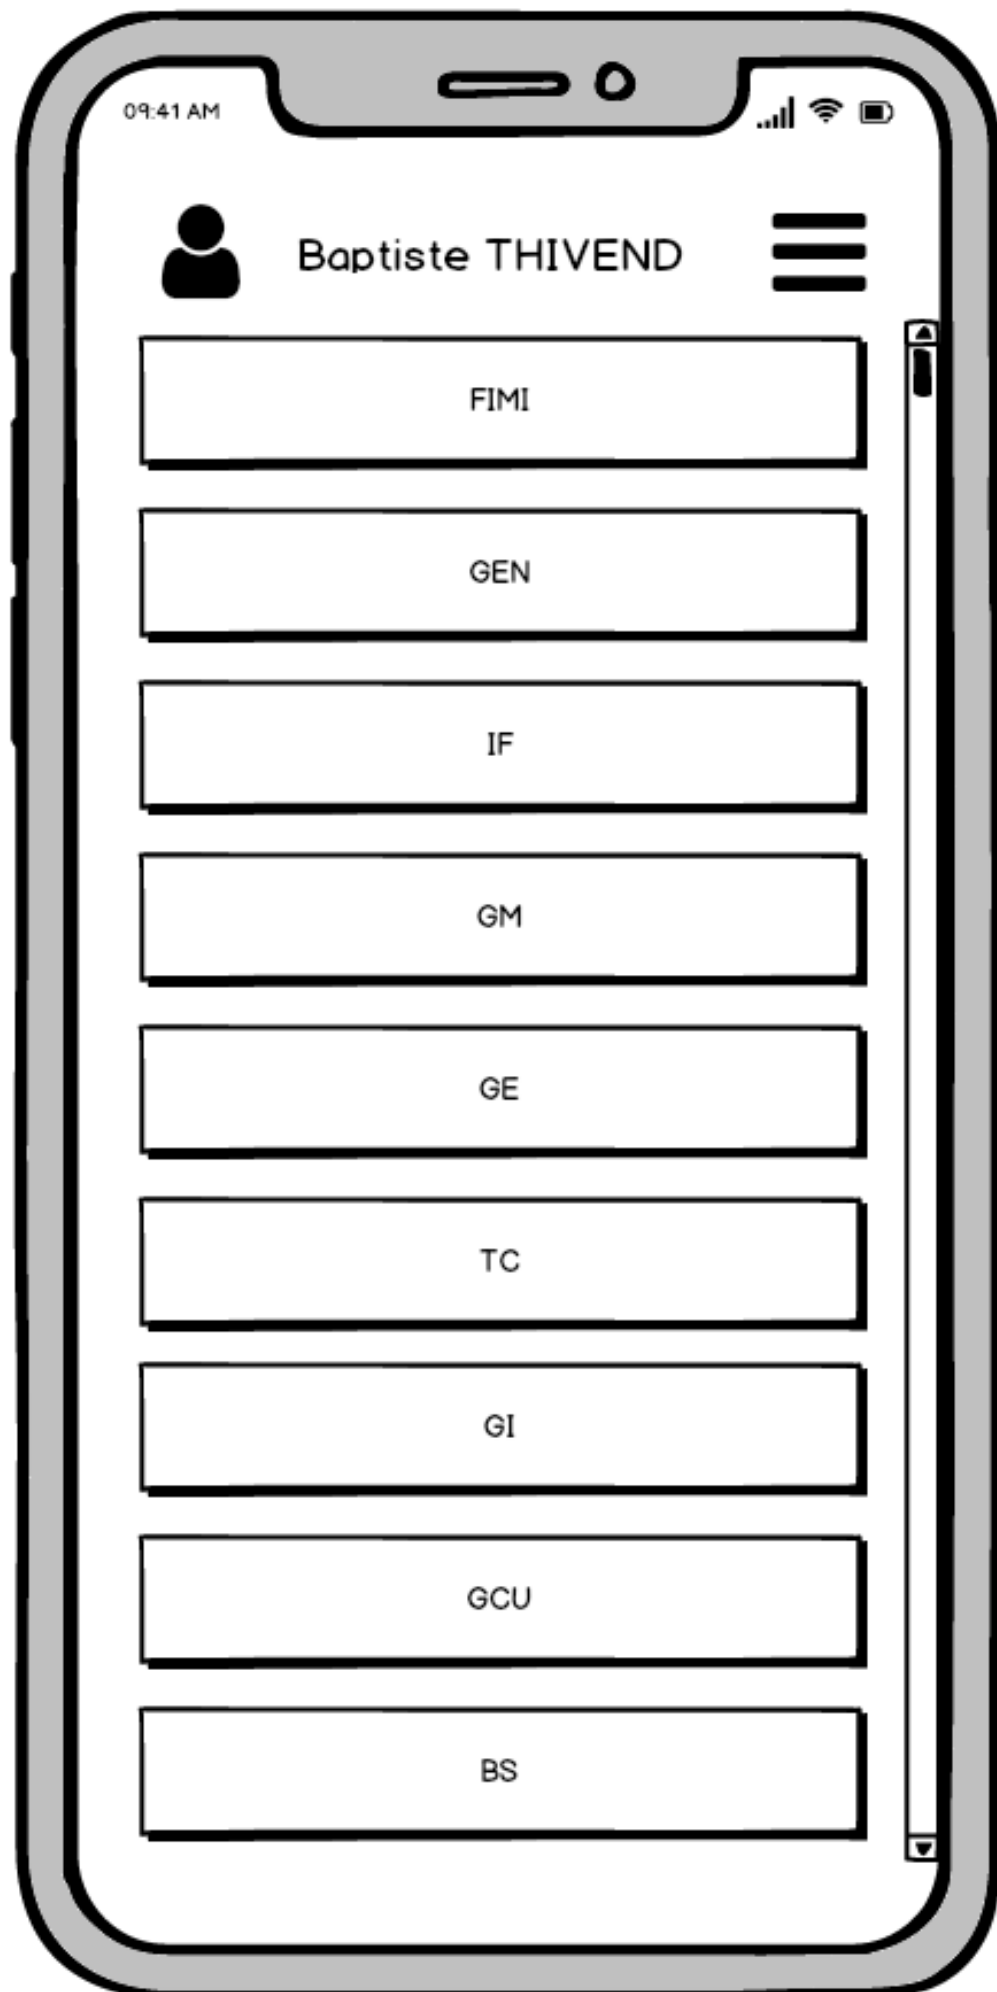 09:41 AM
Baptiste THIVEND
FIMI
GEN
IF
GM
GE
TC
GI
GCU
BS